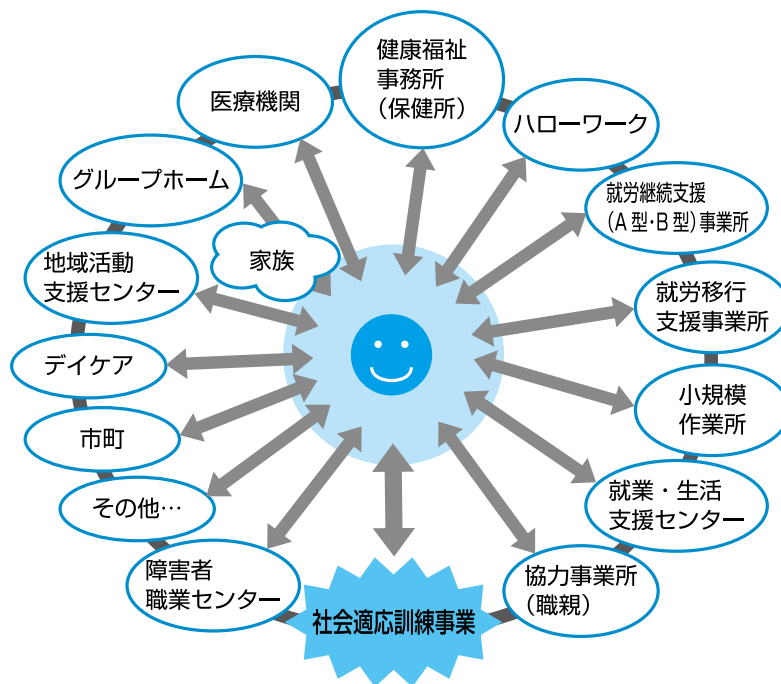 健康福祉
事務所
（保健所）
ハローワーク
就労継続支援
（A型・B型）事業所
就労移行
支援事業所
小規模
作業所
就業・生活
支援センター
協力事業所
（職親）
社会適応訓練事業
障害者
職業センター
その他…
市町
デイケア
地域活動
支援センター
グループホーム
医療機関
家族